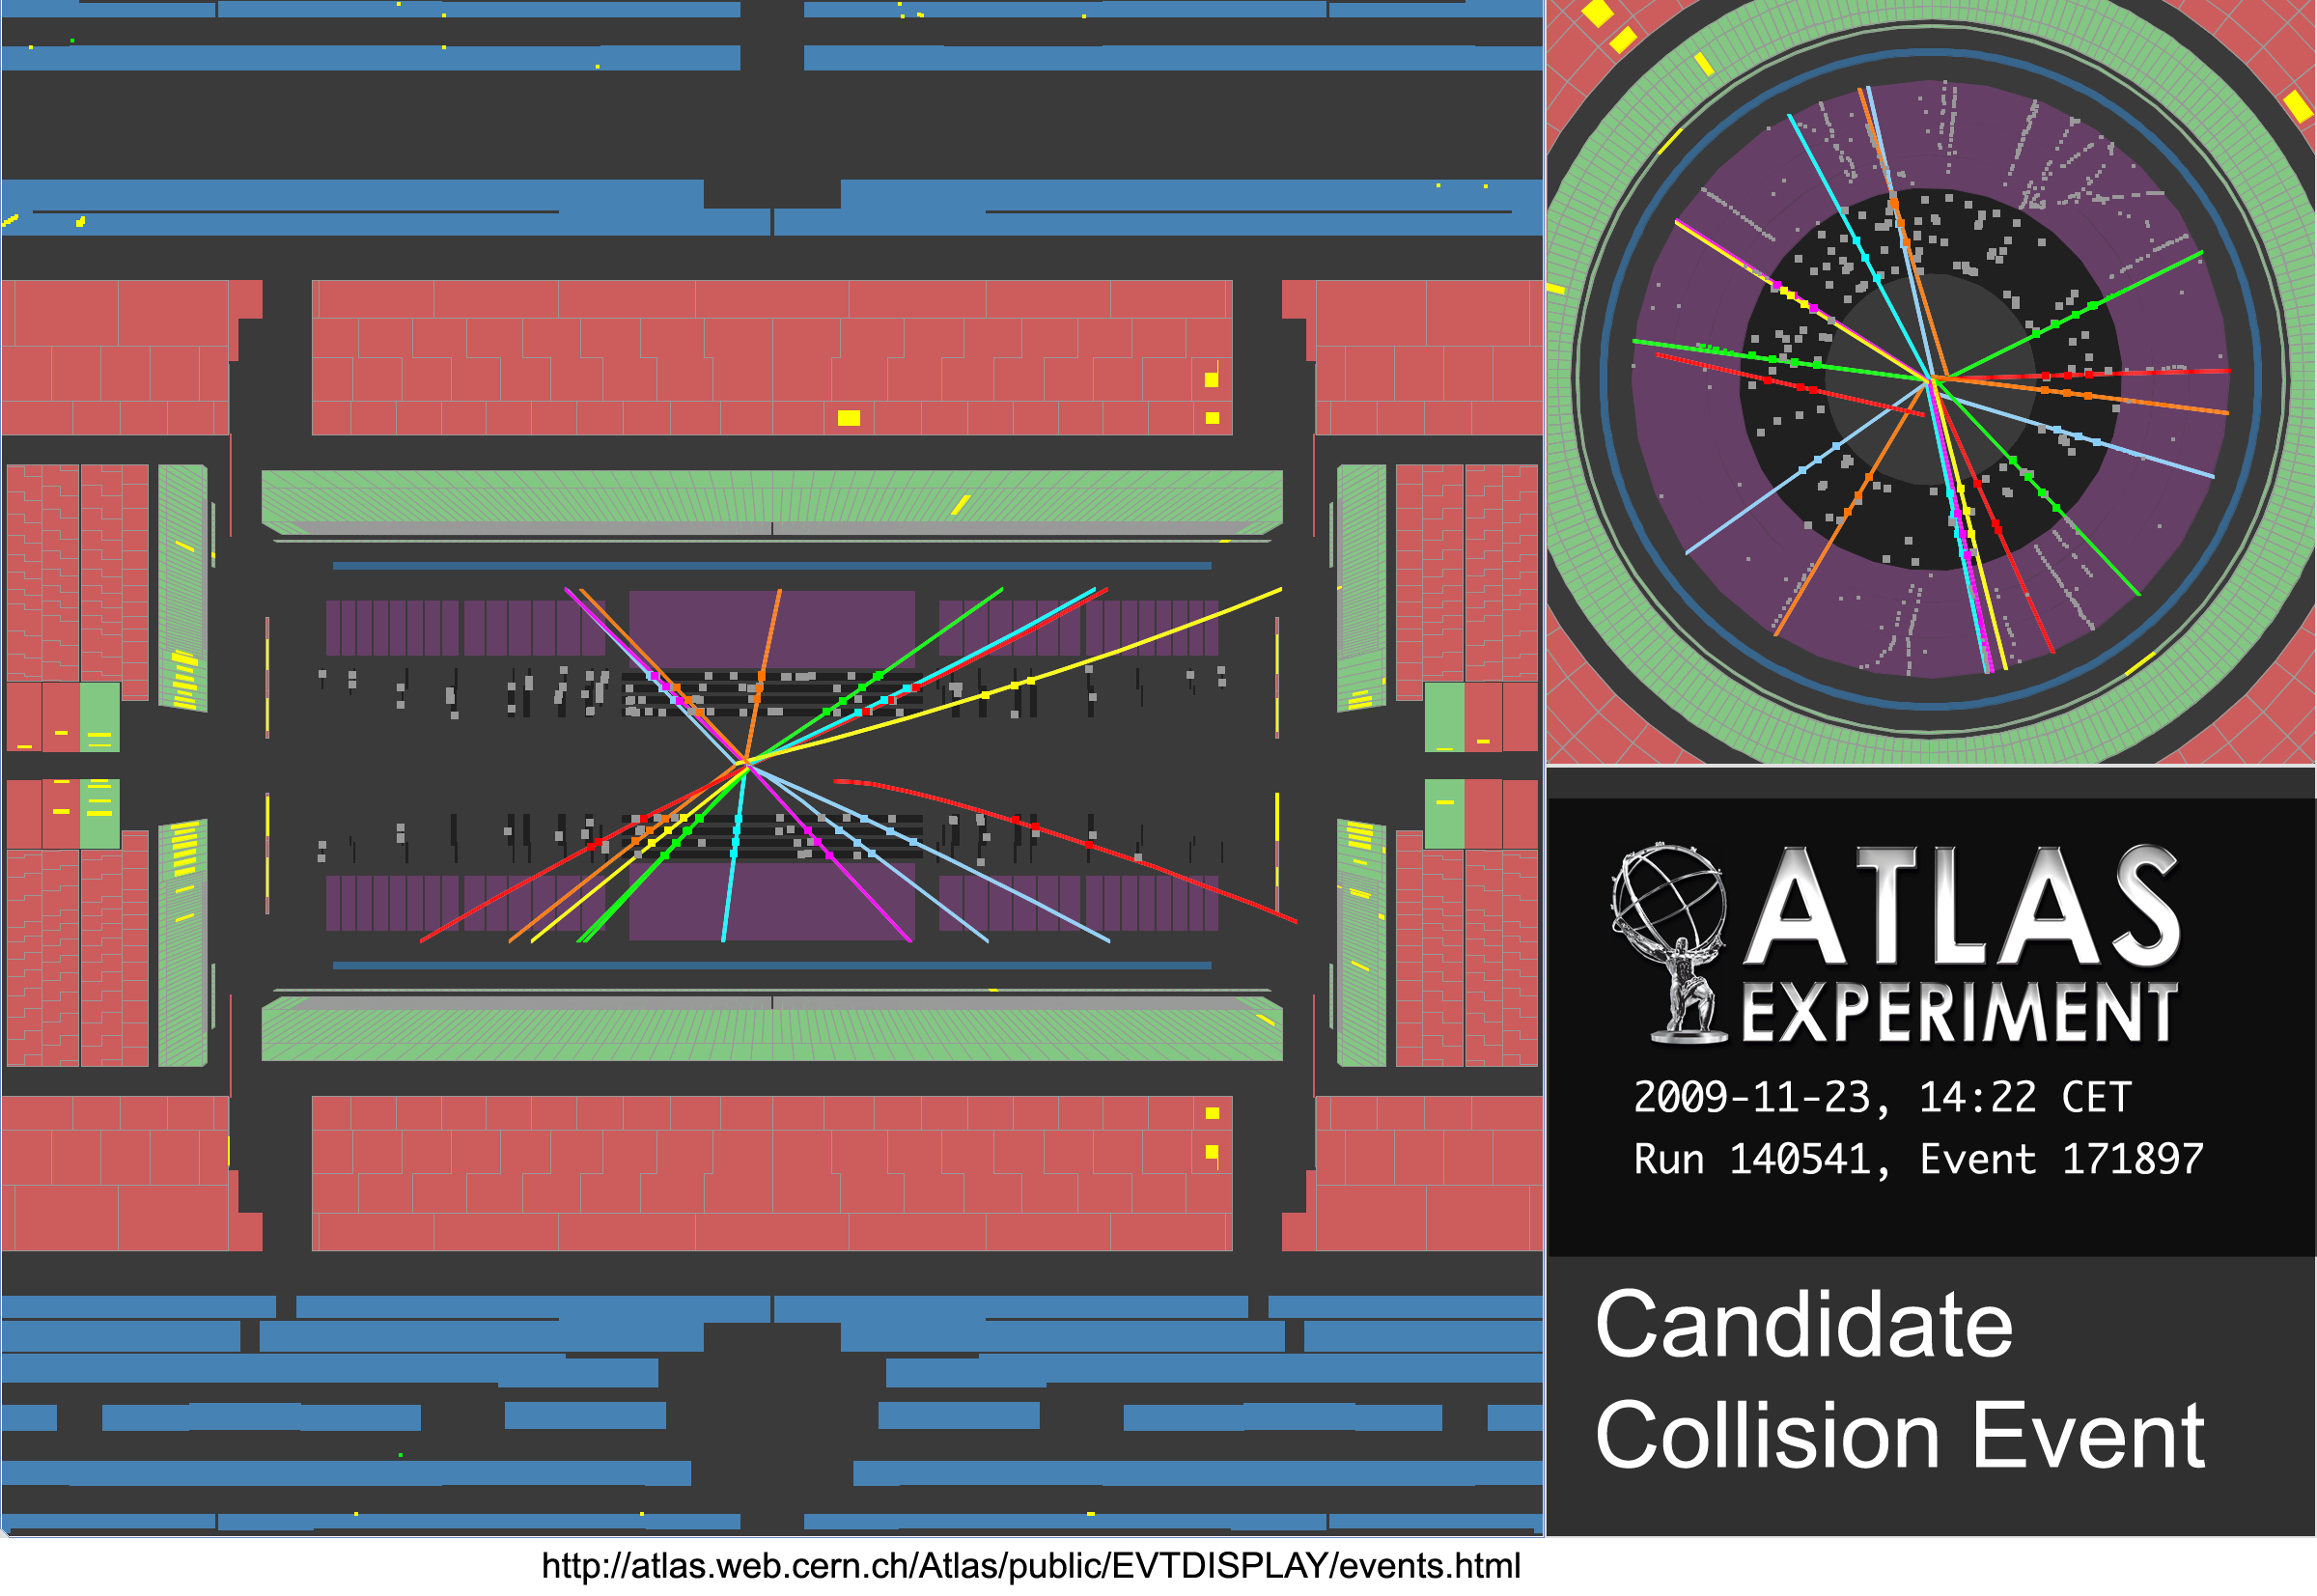 ATLAS
EXPERIMENT
2009-11-23, 14:22 CET
Run 140541, Event 171897
Candidate
Collision Event
http://atlas.web.cern.ch/Atlas/public/EVTDISPLAY/events.html